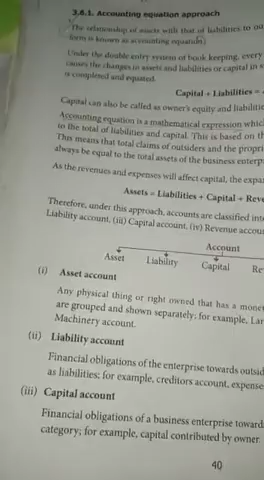 3.6.1. Accounting equation approach
The relationship of assets with that of liabilities to out
form is known as accounting equation.
Under the double entry system of book keeping, every
causes the changes in assets and liabilities or capital in
is completed and equated.
Capital + Liabilities =
Capital can also be called as owner's equity and liabilitie
Accounting equation is a mathematical expression whic
to the total of liabilities and capital. This is based on th
This means that total claims of outsiders and the propri
always be equal to the total assets of the business enterp
As the revenues and expenses will affect capital, the expa
Assets = Liabilities + Capital + Reve
Therefore, under this approach, accounts are classified int
Liability account, (iii) Capital account, (iv) Revenue accou
Account
Asset Liability Capital Re
(i) Asset account
Any physical thing or right owned that has a monet
are grouped and shown separately; for example, Lan
Machinery account.
(ii) Liability account
Financial obligations of the enterprise towards outsid
as liabilities; for example, creditors account, expense
(iii) Capital account
Financial obligations of a business enterprise toward
category; for example, capital contributed by owner.
40